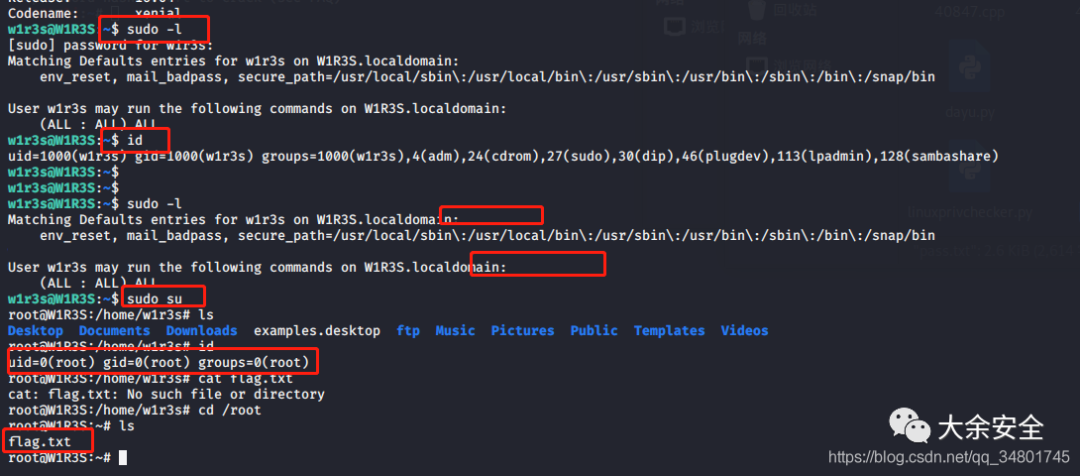 Codename: xenial
w1r3s@W1R3S:~$ sudo -l
[sudo] password for w1r3s:
Matching Defaults entries for w1r3s on W1R3S.localdomain:
env_reset, mail_badpass, secure_path=/usr/local/sbin\:/usr/local/bin\:/usr/sbin\:/usr/bin\:/sbin\:/bin\:/snap/bin
User w1r3s may run the following commands on W1R3S.localdomain:
(ALL : ALL) ALL
w1r3s@W1R3S:~$ id
uid=1000(w1r3s) gid=1000(w1r3s) groups=1000(w1r3s),4(adm),24(cdrom),27(sudo),30(dip),46(plugdev),113(lpadmin),128(sambashare)
w1r3s@W1R3S:~$
w1r3s@W1R3S:~$
w1r3s@W1R3S:~$ sudo -l
Matching Defaults entries for w1r3s on W1R3S.localdomain:
env_reset, mail_badpass, secure_path=/usr/local/sbin\:/usr/local/bin\:/usr/sbin\:/usr/bin\:/sbin\:/bin\:/snap/bin
User w1r3s may run the following commands on W1R3S.localdomain:
(ALL : ALL) ALL
w1r3s@W1R3S:~$ sudo su
root@W1R3S:/home/w1r3s# ls
Desktop Documents Downloads examples.desktop ftp Music Pictures Public Templates Videos
root@W1R3S:/home/w1r3s# id
uid=0(root) gid=0(root) groups=0(root)
root@W1R3S:/home/w1r3s# cat flag.txt
cat: flag.txt: No such file or directory
root@W1R3S:/home/w1r3s# cd /root
root@W1R3S:~# ls
flag.txt
root@W1R3S:~#
40847.cpp
网络
dayu.py
大余安全
https://blog.csdn.net/qq_34801745